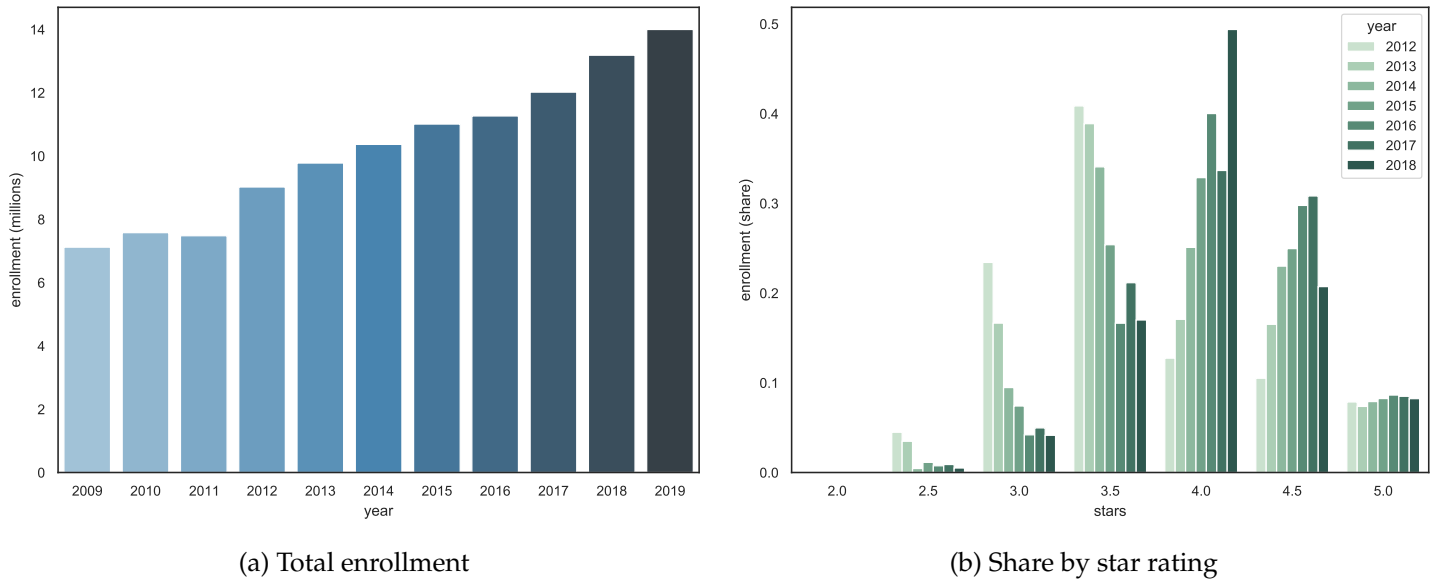 14
12
10
8
6
4
2
0
enrollment (millions)
2009 2010 2011 2012 2013 2014 2015 2016 2017 2018 2019
year
(a) Total enrollment
0.5
0.4
0.3
0.2
0.1
0.0
enrollment (share)
year
2012
2013
2014
2015
2016
2017
2018
2.0 2.5 3.0 3.5 4.0 4.5 5.0
stars
(b) Share by star rating